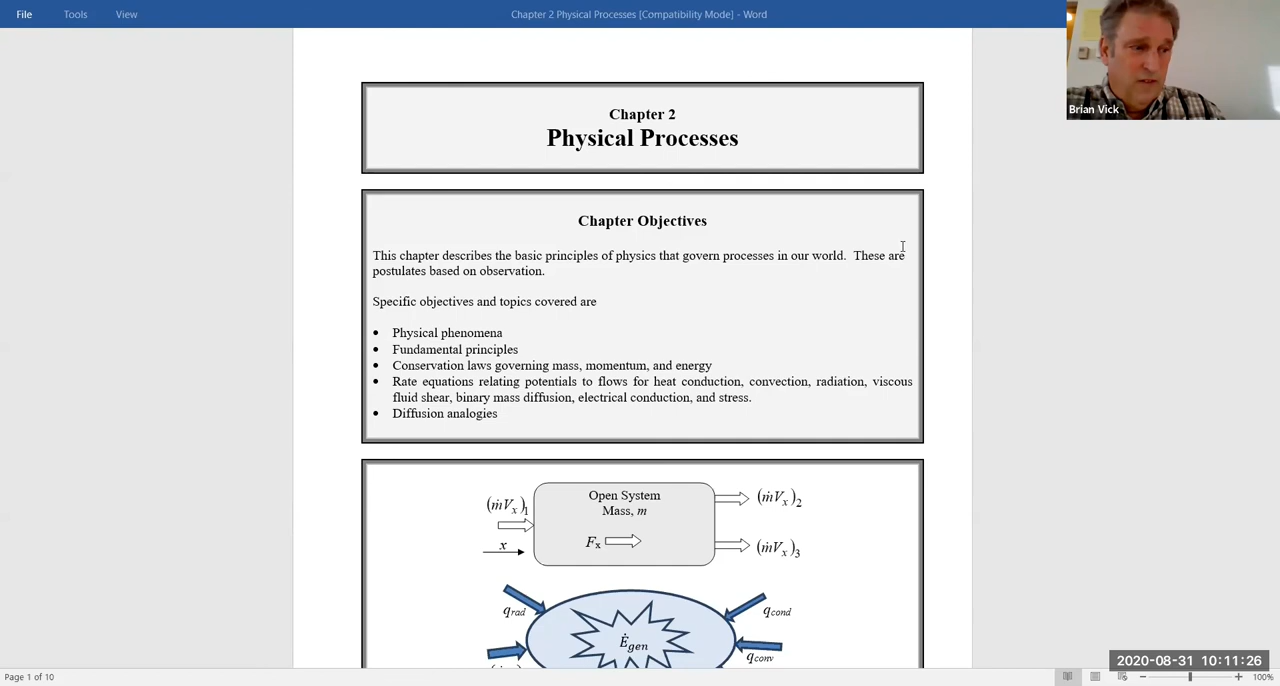 File Tools View Chapter 2 Physical Processes [Compatibility Mode] - Word
Brian Vick
Chapter 2
Physical Processes
Chapter Objectives
This chapter describes the basic principles of physics that govern processes in our world. These are
postulates based on observation.
Specific objectives and topics covered are
• Physical phenomena
• Fundamental principles
• Conservation laws governing mass, momentum, and energy
• Rate equations relating potentials to flows for heat conduction, convection, radiation, viscous
fluid shear, binary mass diffusion, electrical conduction, and stress.
• Diffusion analogies
Open System
Mass, m
(ṁVₓ)₁
(ṁVₓ)₂
x
Fₓ
(ṁVₓ)₃
qrad
qcond
Ėgen
qconv
2020-08-31 10:11:26
Page 1 of 10
100%